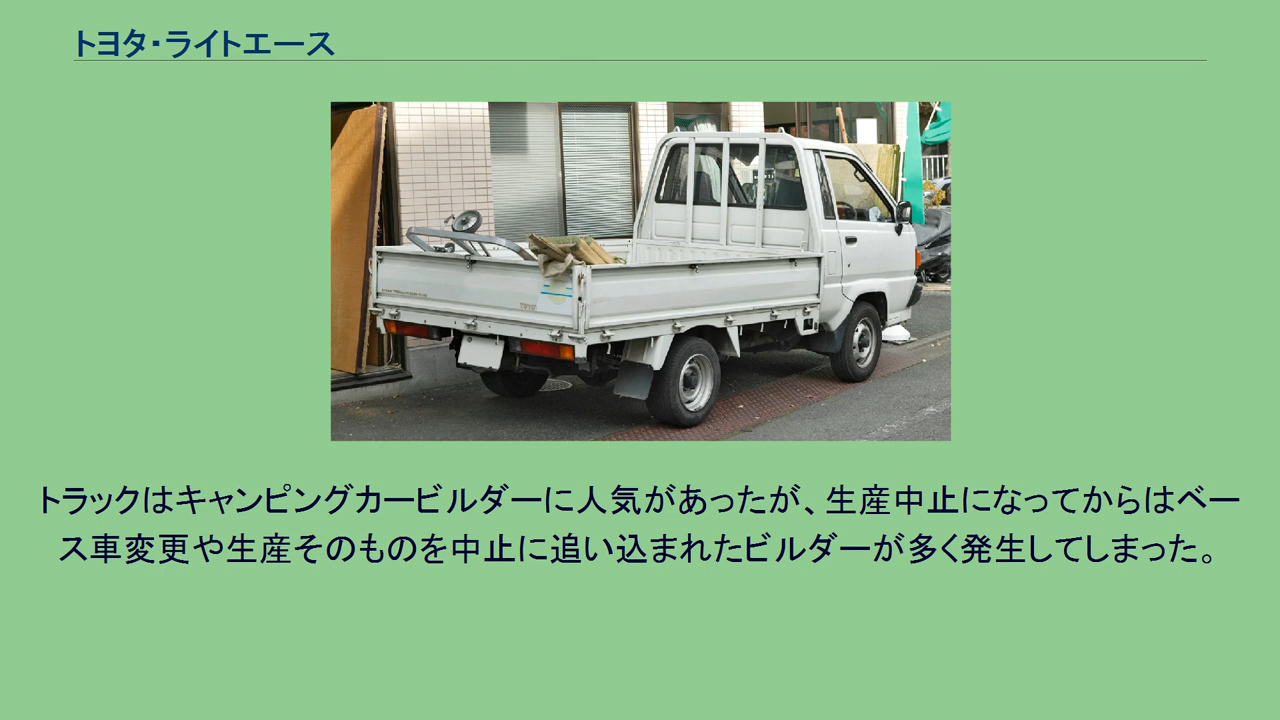 トヨタ・ライトエース
トラックはキャンピングカービルダーに人気があったが、生産中止になってからはベー
ス車変更や生産そのものを中止に追い込まれたビルダーが多く発生してしまった。